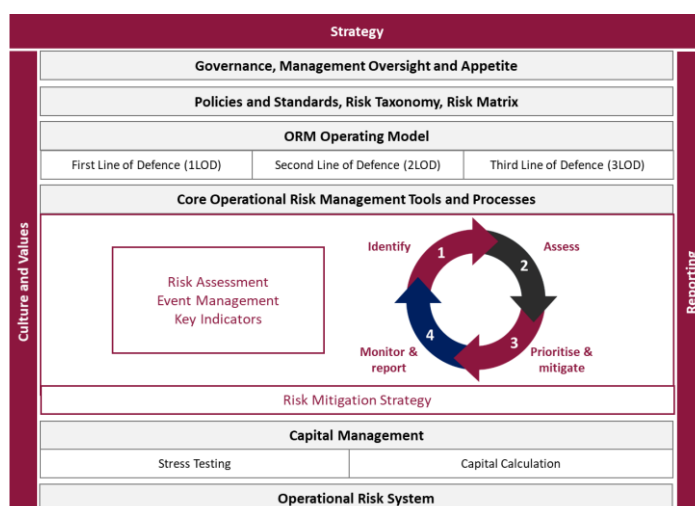 Strategy
Culture and Values
Governance, Management Oversight and Appetite
Policies and Standards, Risk Taxonomy, Risk Matrix
ORM Operating Model
First Line of Defence (1LOD)
Second Line of Defence (2LOD)
Third Line of Defence (3LOD)
Core Operational Risk Management Tools and Processes
Risk Assessment
Event Management
Key Indicators
Identify
1
Assess
2
Prioritise &
mitigate
3
Monitor &
report
4
Risk Mitigation Strategy
Capital Management
Stress Testing
Capital Calculation
Operational Risk System
Reporting